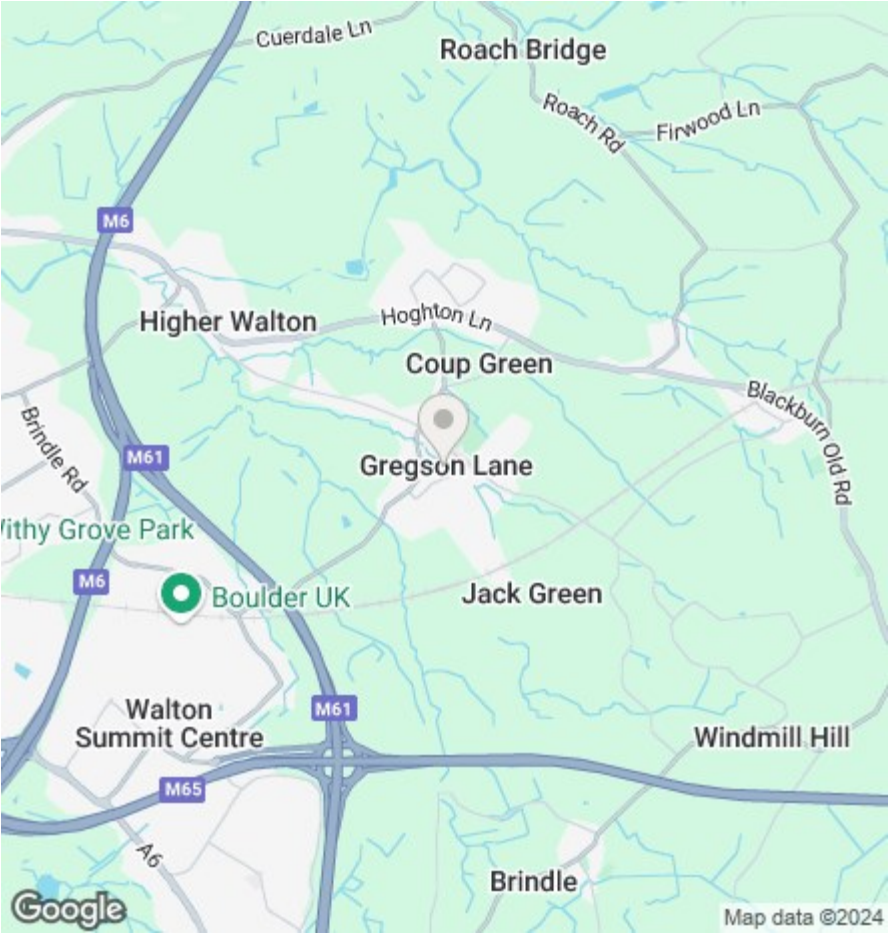 Cuerdale Ln
Roach Bridge
Roach Rd
Firwood Ln
M6
Higher Walton
Hoghton Ln
Coup Green
Blackburn Old Rd
Brindle Rd
M61
Gregson Lane
Vithy Grove Park
M6
Boulder UK
Jack Green
Walton
Summit Centre
M61
Windmill Hill
M65
A6
Brindle
Google
Map data ©2024